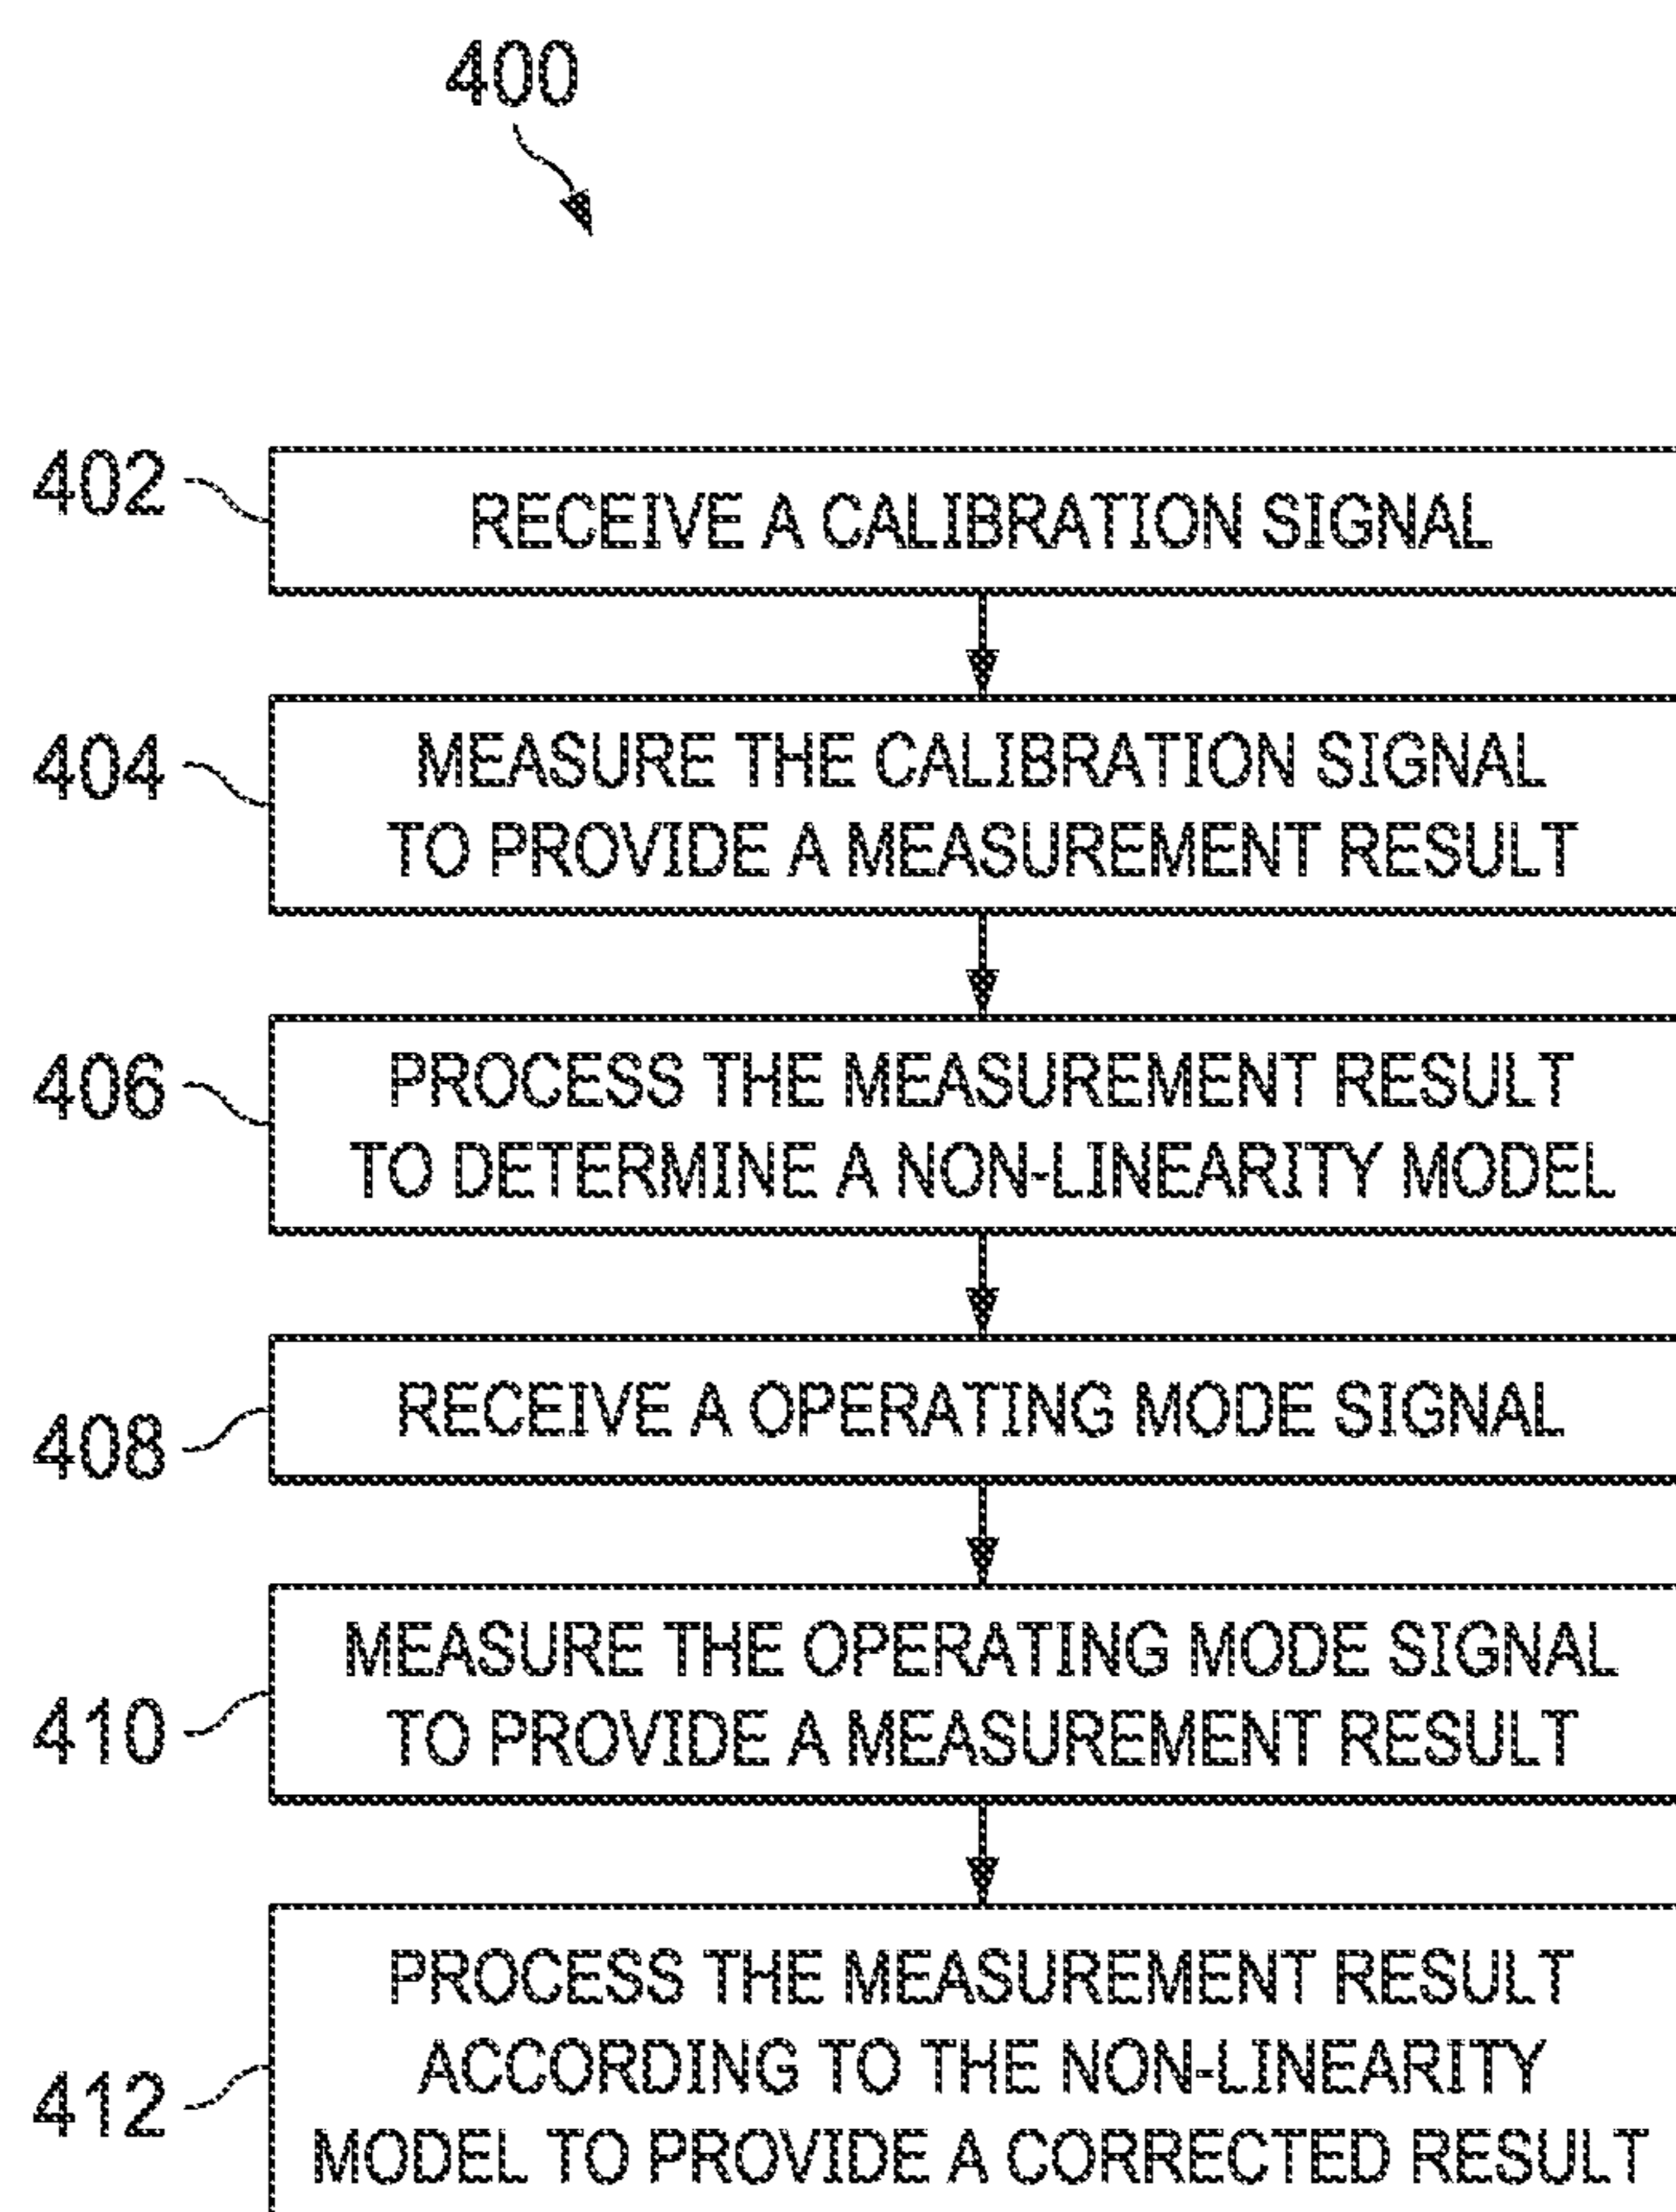 400
402
RECEIVE A CALIBRATION SIGNAL
404
MEASURE THE CALIBRATION SIGNAL
TO PROVIDE A MEASUREMENT RESULT
406
PROCESS THE MEASUREMENT RESULT
TO DETERMINE A NON-LINEARITY MODEL
408
RECEIVE A OPERATING MODE SIGNAL
410
MEASURE THE OPERATING MODE SIGNAL
TO PROVIDE A MEASUREMENT RESULT
412
PROCESS THE MEASUREMENT RESULT
ACCORDING TO THE NON-LINEARITY
MODEL TO PROVIDE A CORRECTED RESULT